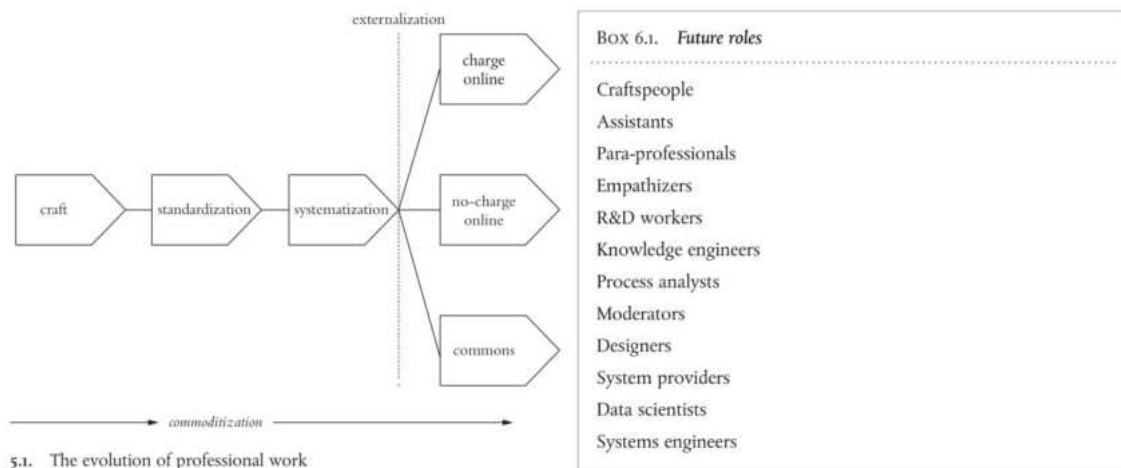 externalization
charge
online
craft
standardization
systematization
no–charge
online
commons
commoditization
5.1. The evolution of professional work
BOX 6.1. Future roles
Craftspeople
Assistants
Para-professionals
Empathizers
R&D workers
Knowledge engineers
Process analysts
Moderators
Designers
System providers
Data scientists
Systems engineers